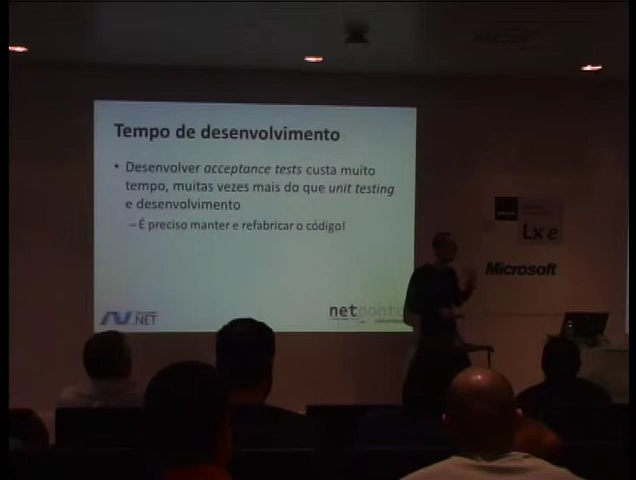 Tempo de desenvolvimento
• Desenvolver acceptance tests custa muito
tempo, muitas vezes mais do que unit testing
e desenvolvimento
–É preciso manter e refabricar o código!
.NET
netponto
Lxe
Microsoft